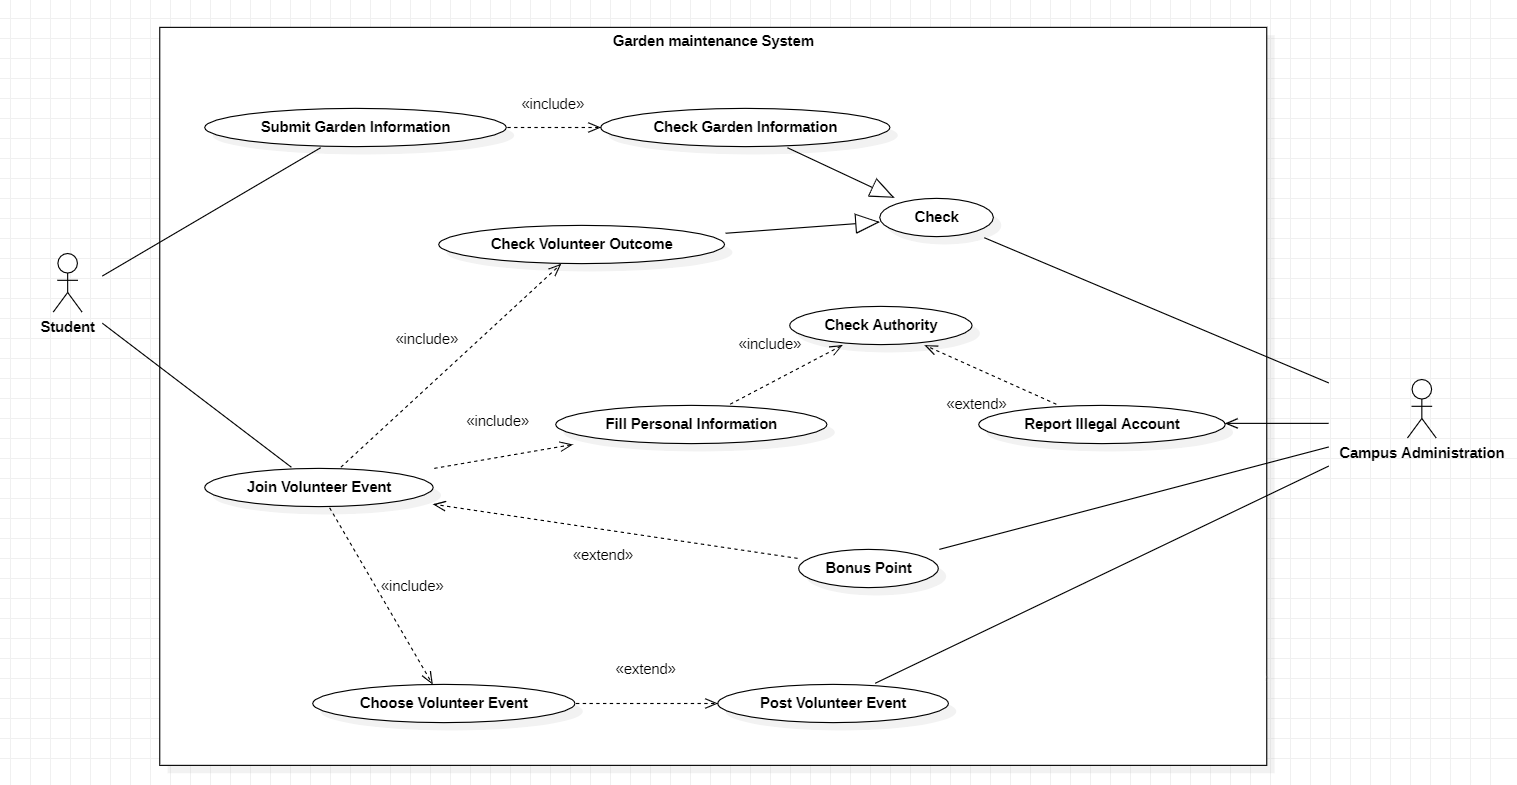 Garden maintenance System
«include»
Submit Garden Information
Check Garden Information
Check
Check Volunteer Outcome
Student
Check Authority
«include»
«include»
«extend»
«include»
Fill Personal Information
Report Illegal Account
Campus Administration
Join Volunteer Event
«extend»
Bonus Point
«include»
«extend»
Choose Volunteer Event
Post Volunteer Event